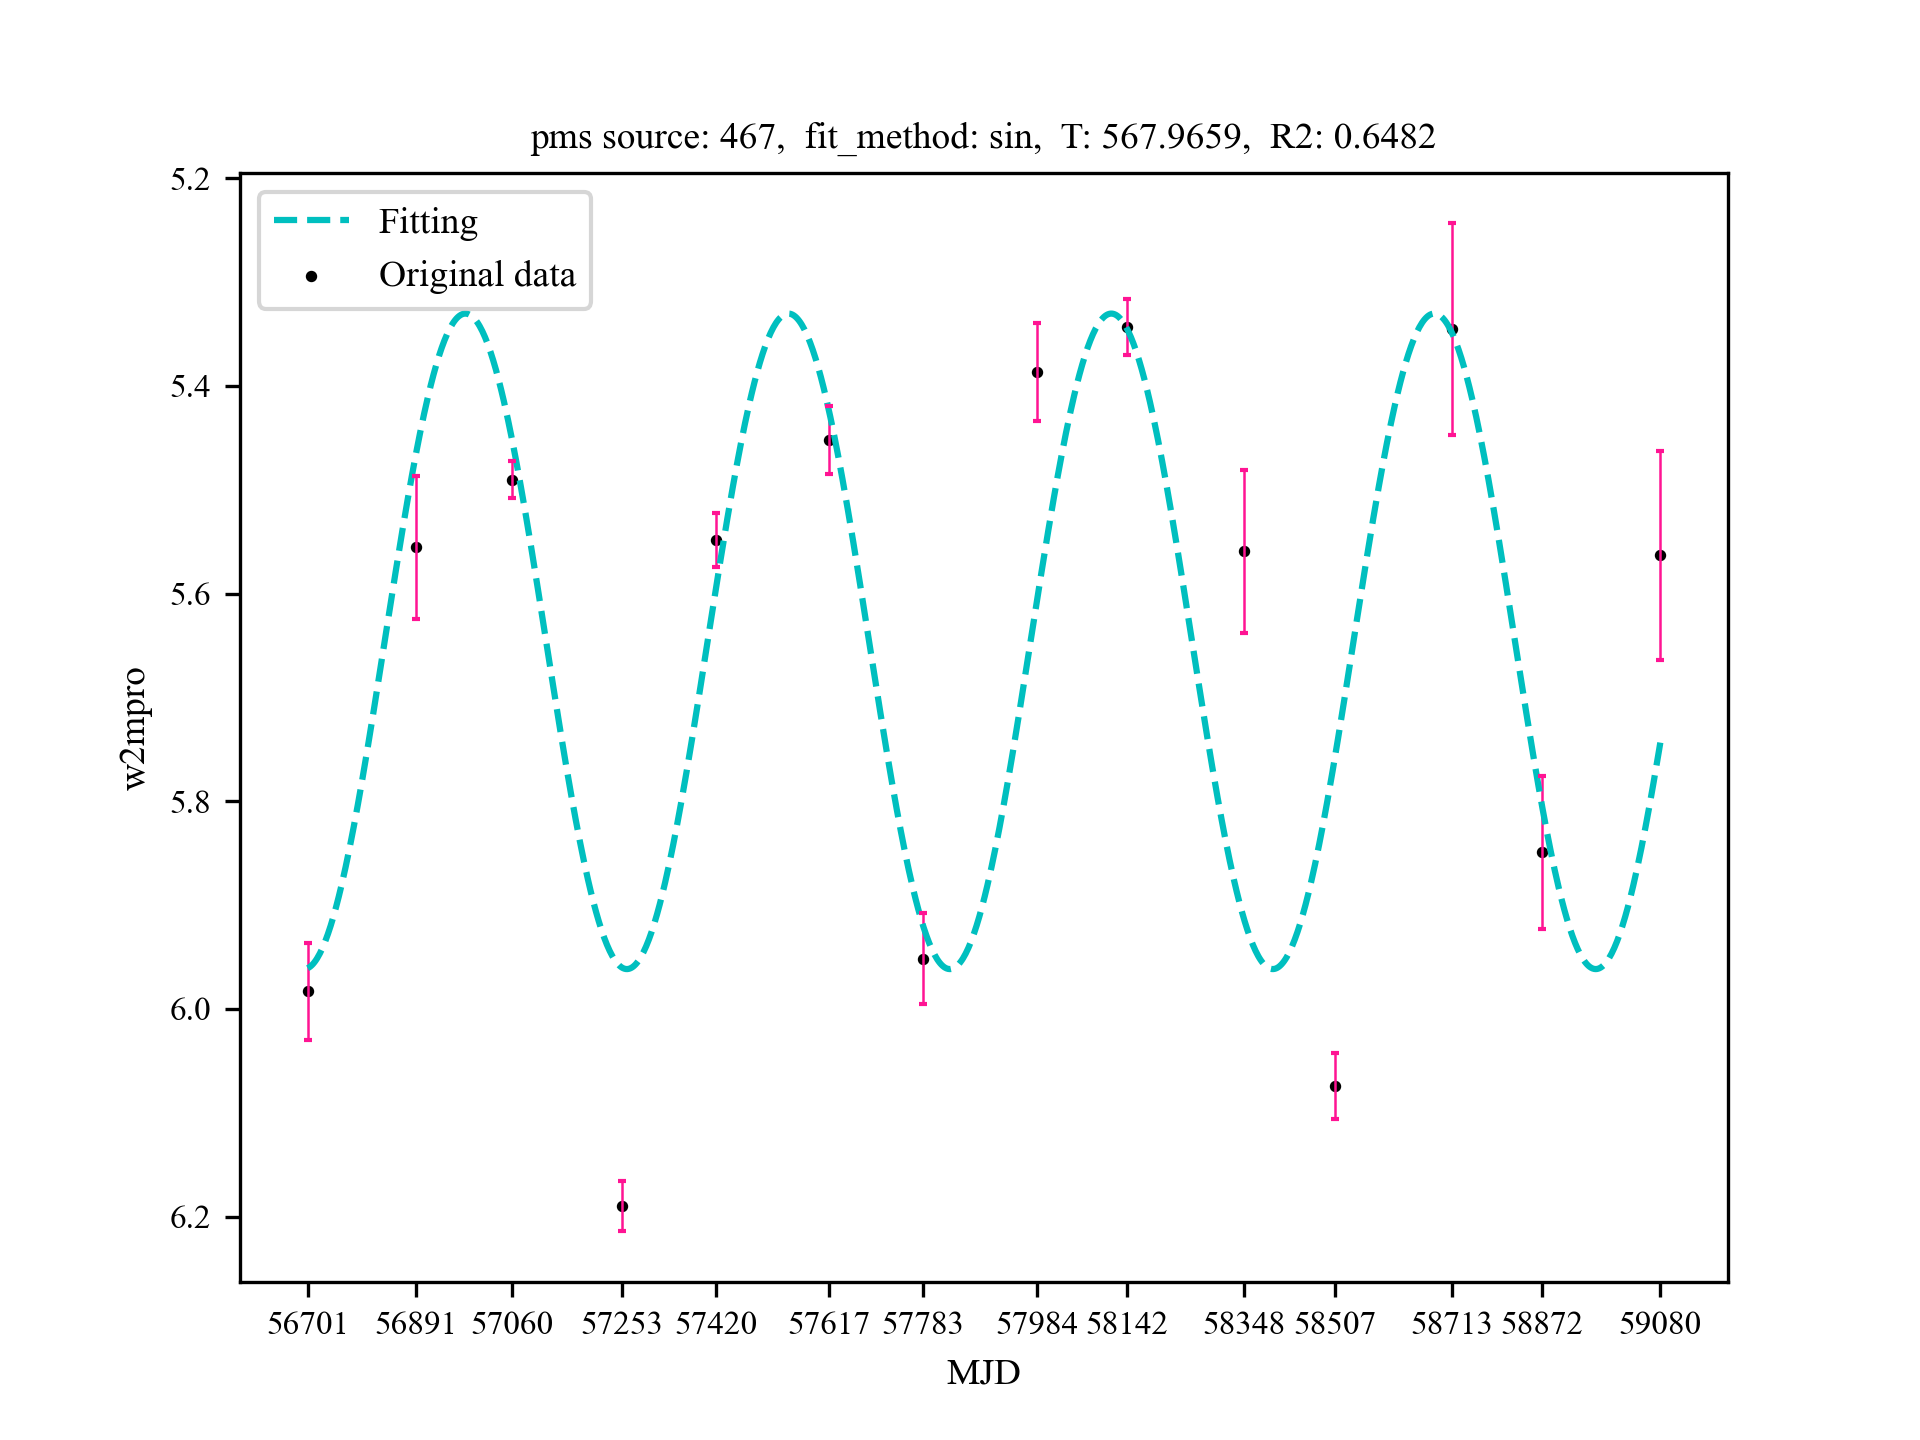 pms source: 467,  fit_method: sin,  T: 567.9659,  R2: 0.6482
Fitting
Original data
w2mpro
5.2
5.4
5.6
5.8
6.0
6.2
56701 56891 57060 57253 57420 57617 57783 57984 58142 58348 58507 58713 58872 59080
MJD